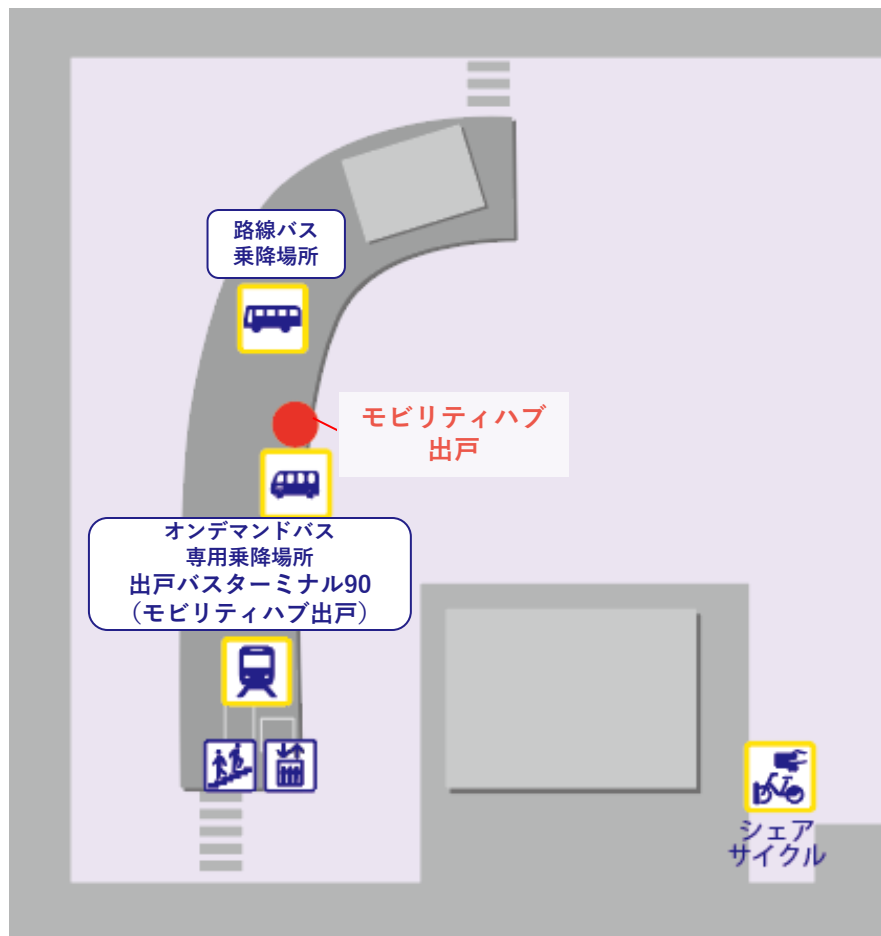 路線バス
乗降場所
モビリティハブ
出戸
オンデマンドバス
専用乗降場所
出戸バスターミナル90
（モビリティハブ出戸）
シェア
サイクル